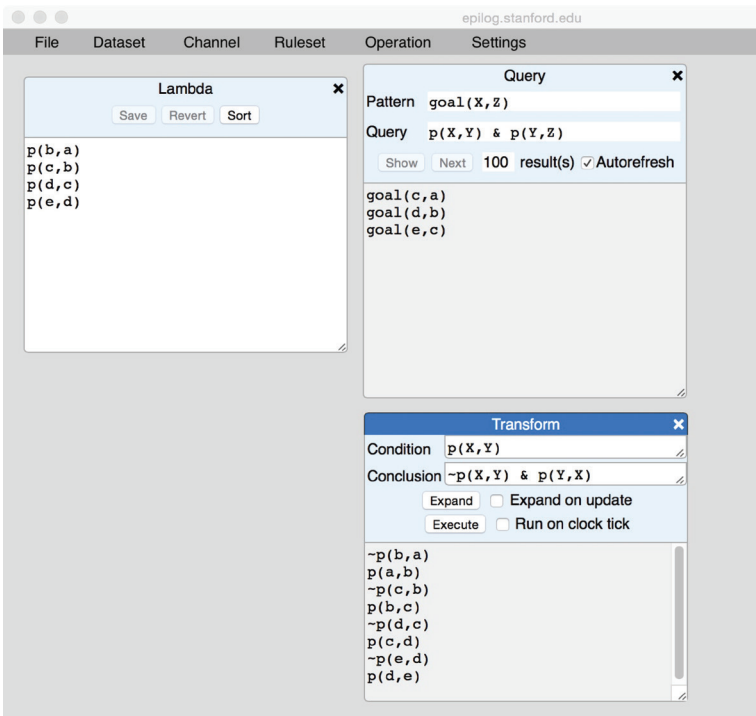 epilog.stanford.edu
File Dataset Channel Ruleset Operation Settings
Lambda
Save Revert Sort
p(b,a)
p(c,b)
p(d,c)
p(e,d)
Query
Pattern goal(X,Z)
Query p(X,Y) & p(Y,Z)
Show Next 100 result(s) Autorefresh
goal(c,a)
goal(d,b)
goal(e,c)
Transform
Condition p(X,Y)
Conclusion ~p(X,Y) & p(Y,X)
Expand Expand on update
Execute Run on clock tick
~p(b,a)
p(a,b)
~p(c,b)
p(b,c)
~p(d,c)
p(c,d)
~p(e,d)
p(d,e)